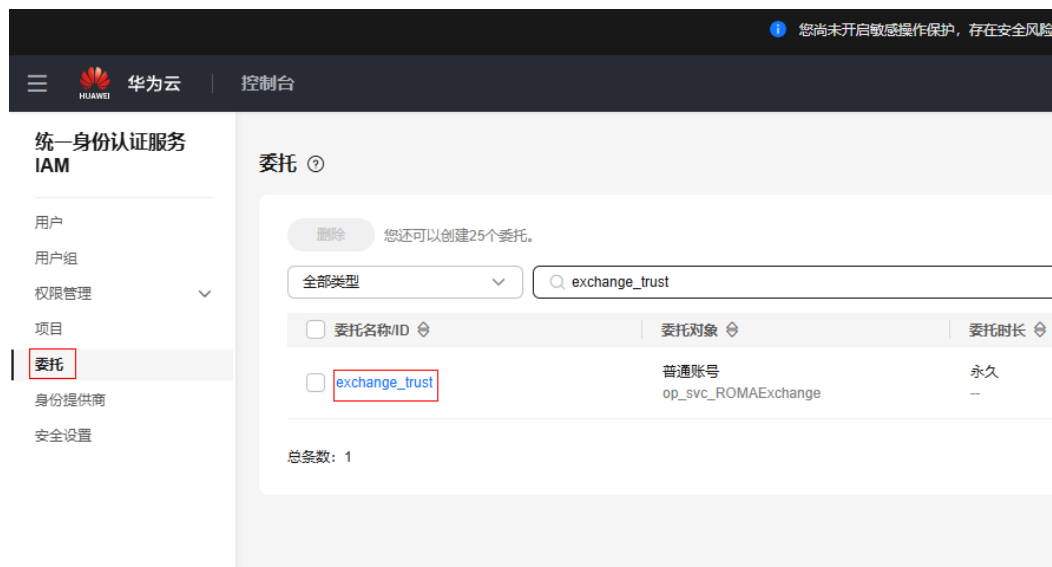 您尚未开启敏感操作保护，存在安全风险
HUAWEI
华为云
控制台
统一身份认证服务
IAM
用户
用户组
权限管理
项目
委托
身份提供商
安全设置
委托
删除
您还可以创建25个委托。
全部类型
exchange_trust
委托名称/ID
委托对象
委托时长
exchange_trust
普通账号
op_svc_ROMAExchange
永久
--
总条数：1